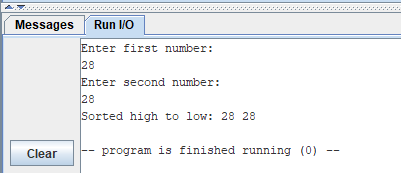 Messages Run I/O
Enter first number:
28
Enter second number:
28
Sorted high to low: 28 28
-- program is finished running (0) --
Clear